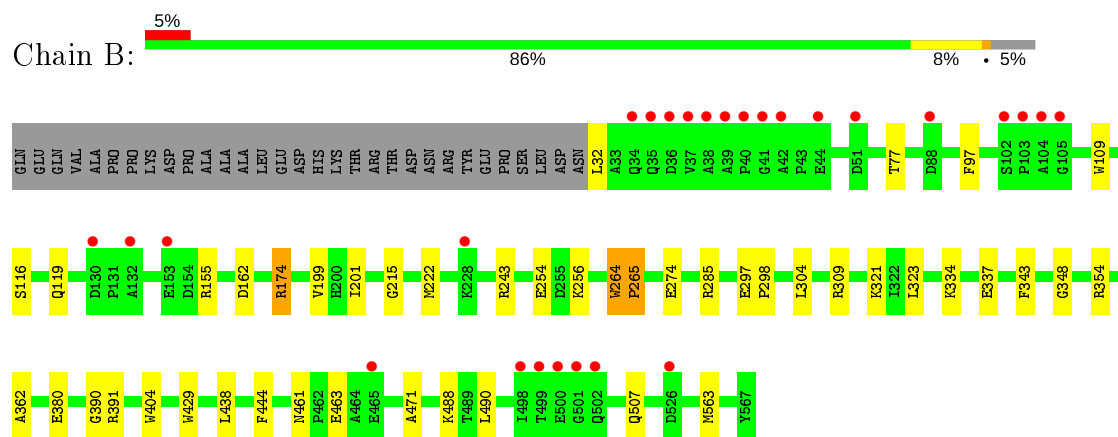 5%
Chain B:
86% 8% • 5%
GLN GLU GLN VAL ALA PRO PRO LYS ASP PRO ALA ALA ALA LEU GLU ASP HIS LYS THR ARG THR ASP ASN ARG TYR GLU PRO SER LEU ASP ASN L32 A33 Q34 Q35 D36 V37 A38 A39 P40 G41 A42 P43 E44 D51 T77 D88 F97 S102 P103 A104 G105 W109
S116 Q119 D130 P131 A132 E153 D154 R155 D162 R174 V199 H200 I201 G215 M222 K228 R243 E254 D255 K256 W264 P265 E274 R285 E297 P298 L304 R309 K321 I322 L323 K334 E337 F343 G348 R354
A362 E380 G390 R391 W404 W429 L438 F444 N461 P462 E463 A464 E465 A471 K488 T489 L490 I498 T499 E500 G501 Q502 Q507 D526 M563 Y567